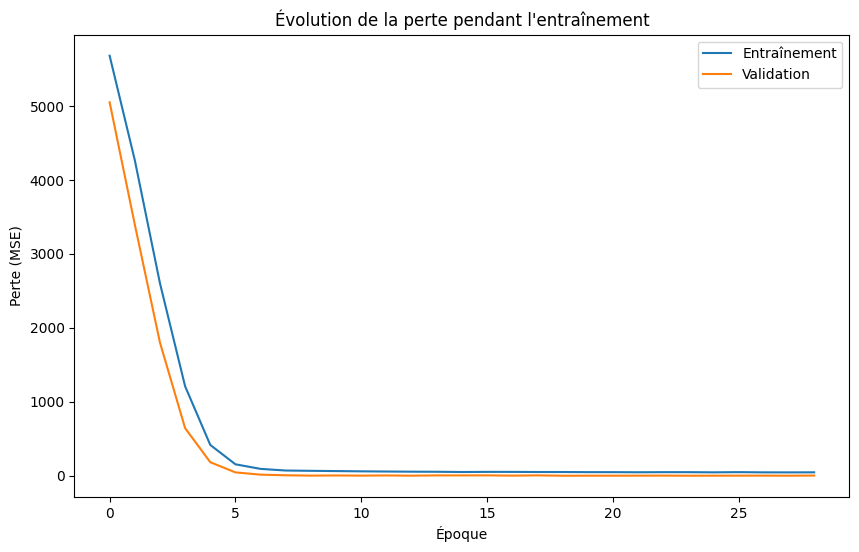 Évolution de la perte pendant l'entraînement
Entraînement
Validation
Perte (MSE)
5000
4000
3000
2000
1000
0
0 5 10 15 20 25
Époque